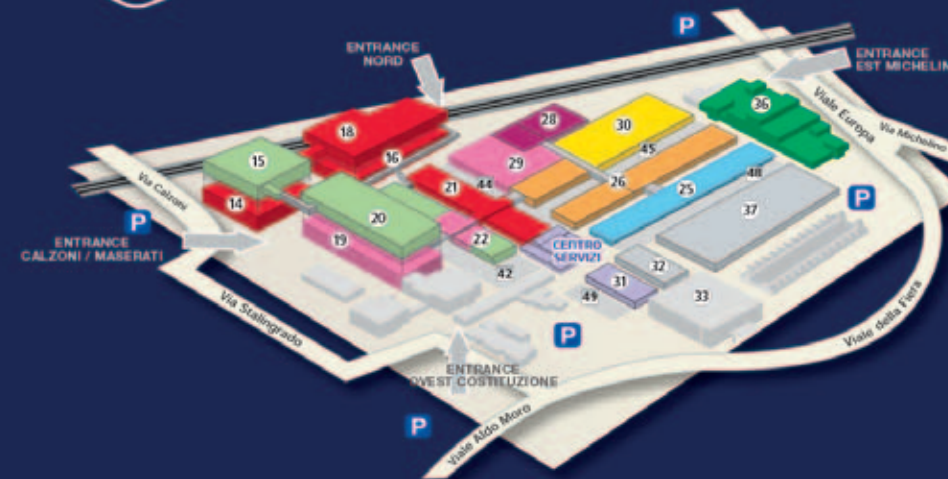 P
ENTRANCE
NORD
ENTRANCE
EST MICHELIN
Viale Europa
Via Michelino
36
28
30
18
15
16
29
45
21
44
26
25
48
Via Calzoni
14
20
37
P
P
19
22
CENTRO
SERVIZI
ENTRANCE
CALZONI / MASERATI
42
32
31
49
33
Via Stalingrado
Viale della Fiera
P
ENTRANCE
OVEST COSTITUZIONE
P
Viale Aldo Moro